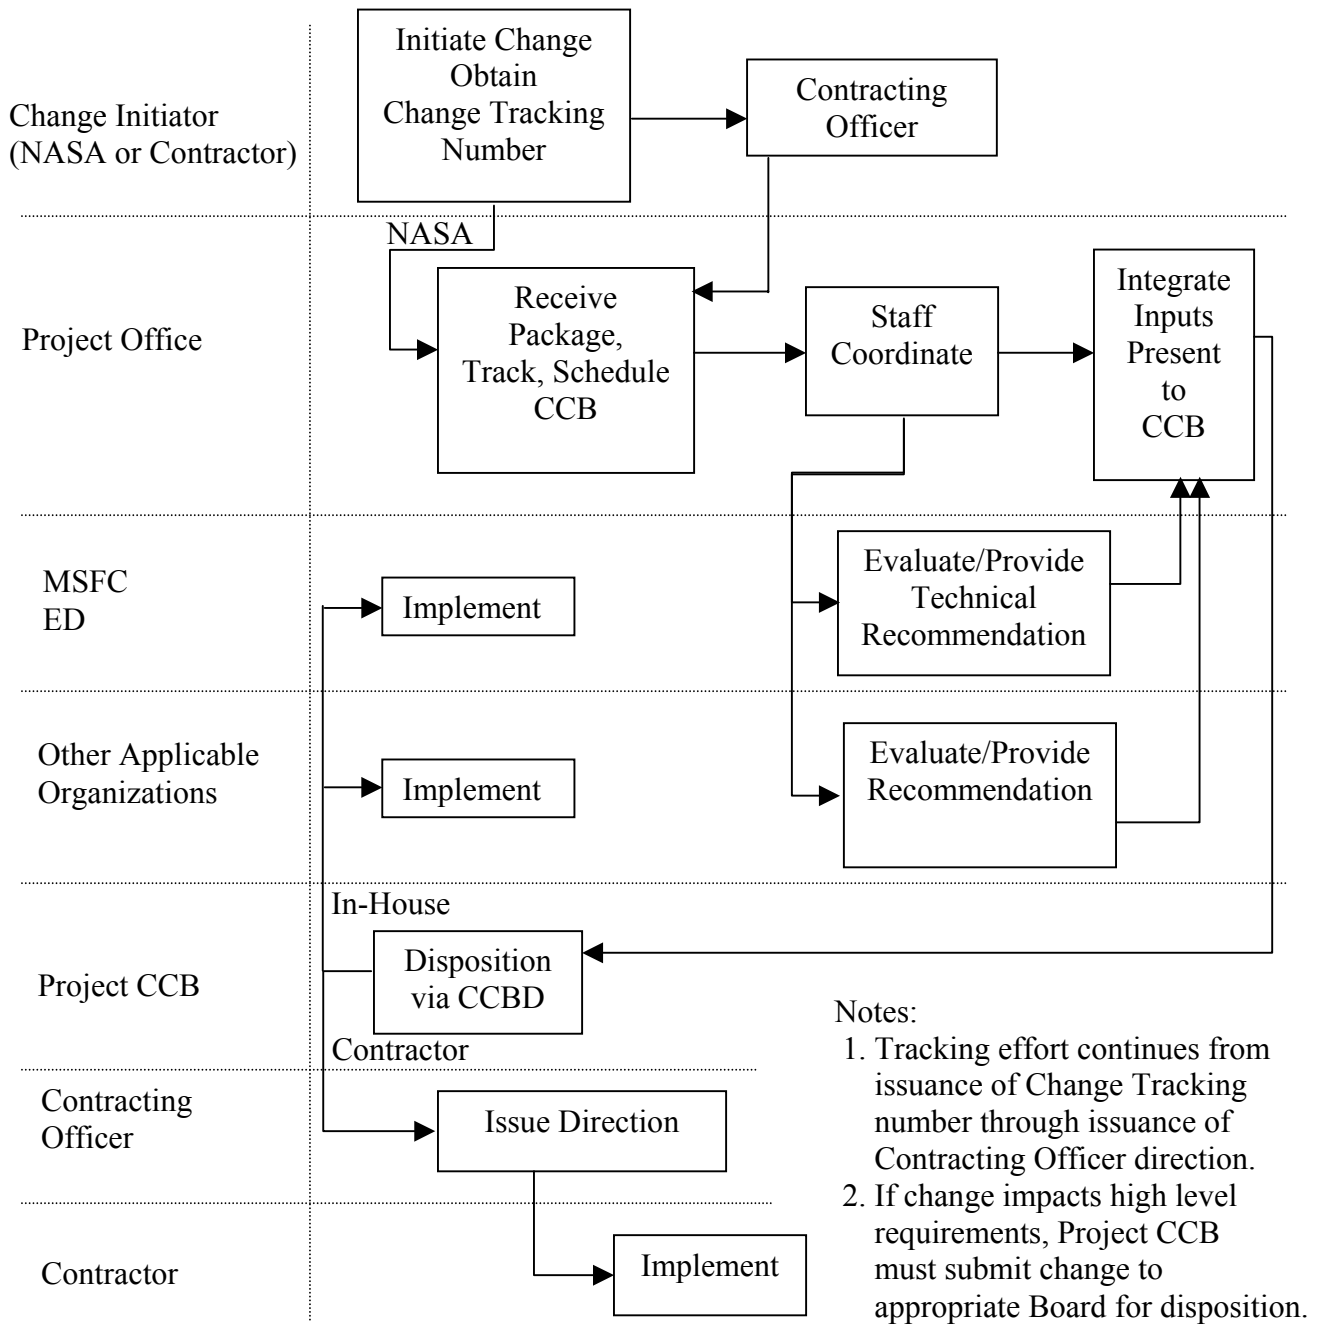 Initiate Change
Obtain
Change Tracking
Number
Contracting
Officer
Change Initiator
(NASA or Contractor)
NASA
Receive
Package,
Track, Schedule
CCB
Staff
Coordinate
Integrate
Inputs
Present
to
CCB
Project Office
MSFC
ED
Implement
Evaluate/Provide
Technical
Recommendation
Other Applicable
Organizations
Implement
Evaluate/Provide
Recommendation
In-House
Project CCB
Disposition
via CCBD
Contractor
Contracting
Officer
Issue Direction
Contractor
Implement
Notes:
1. Tracking effort continues from
issuance of Change Tracking
number through issuance of
Contracting Officer direction.
2. If change impacts high level
requirements, Project CCB
must submit change to
appropriate Board for disposition.